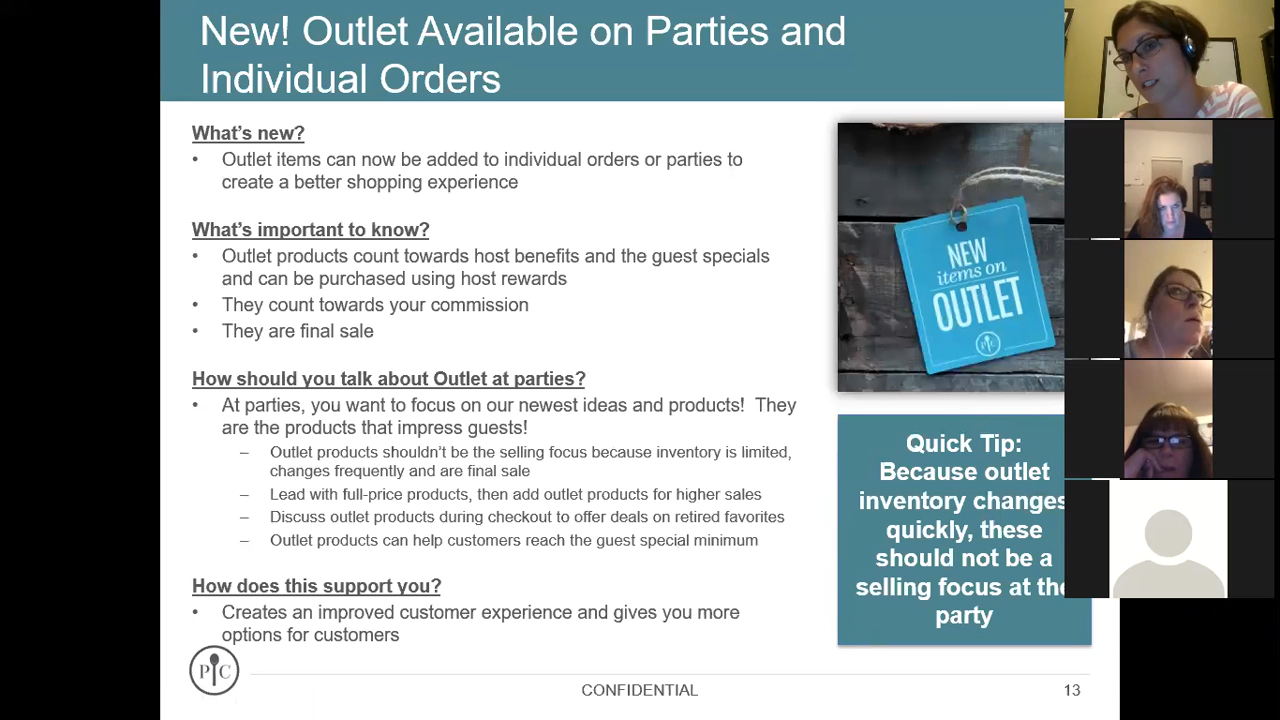 New! Outlet Available on Parties and
Individual Orders
What's new?
• Outlet items can now be added to individual orders or parties to
create a better shopping experience
What's important to know?
• Outlet products count towards host benefits and the guest specials
and can be purchased using host rewards
• They count towards your commission
• They are final sale
How should you talk about Outlet at parties?
• At parties, you want to focus on our newest ideas and products! They
are the products that impress guests!
– Outlet products shouldn't be the selling focus because inventory is limited,
changes frequently and are final sale
– Lead with full-price products, then add outlet products for higher sales
– Discuss outlet products during checkout to offer deals on retired favorites
– Outlet products can help customers reach the guest special minimum
How does this support you?
• Creates an improved customer experience and gives you more
options for customers
NEW
items on
OUTLET
PC
Quick Tip:
Because outlet
inventory changes
quickly, these
should not be a
selling focus at the
party
PC
CONFIDENTIAL
13